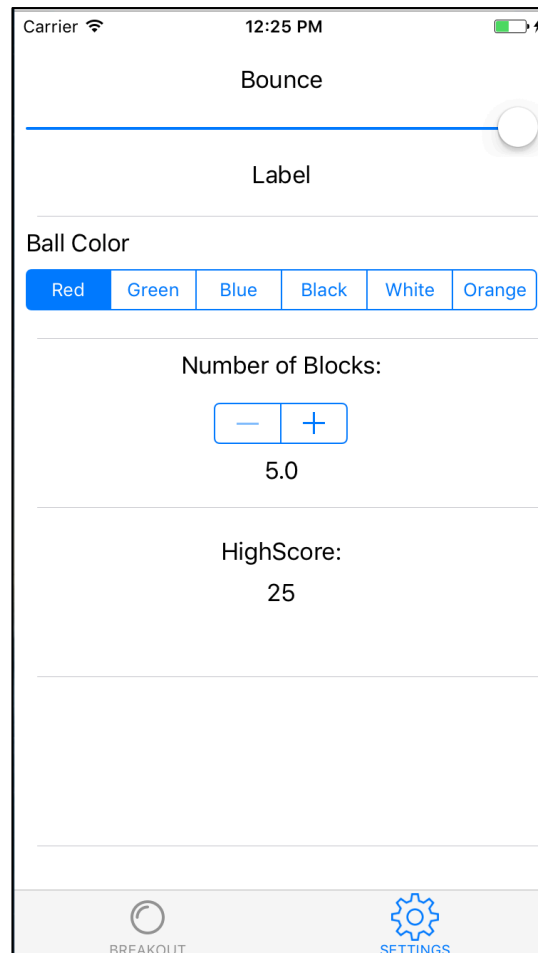 Carrier 12:25 PM
Bounce
Label
Ball Color
Red Green Blue Black White Orange
Number of Blocks:
5.0
HighScore:
25
BREAKOUT SETTINGS